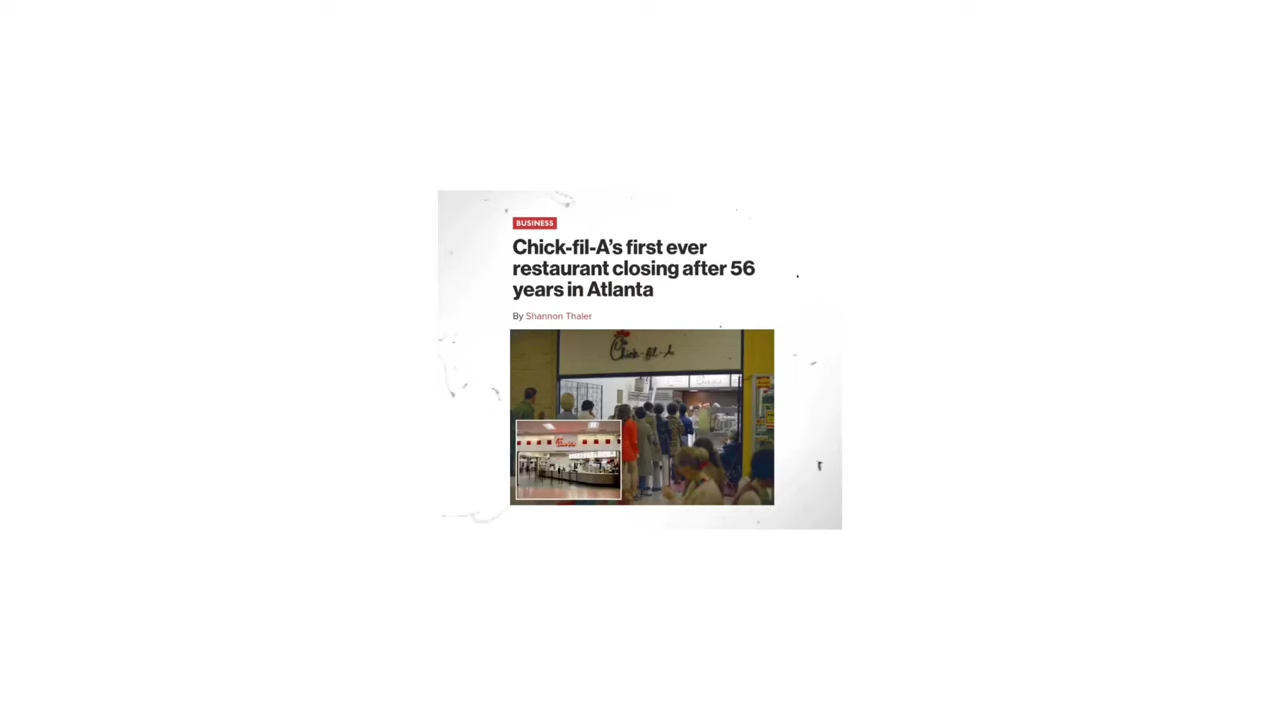 BUSINESS
Chick-fil-A's first ever
restaurant closing after 56
years in Atlanta
By Shannon Thaler
Chick-fil-A